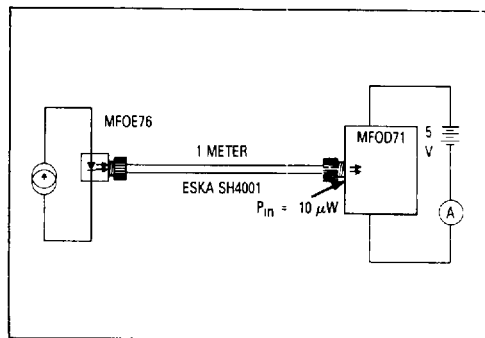 MFOE76
1 METER
ESKA SH4001
P_in = 10 μW
MFOD71
5
V
A